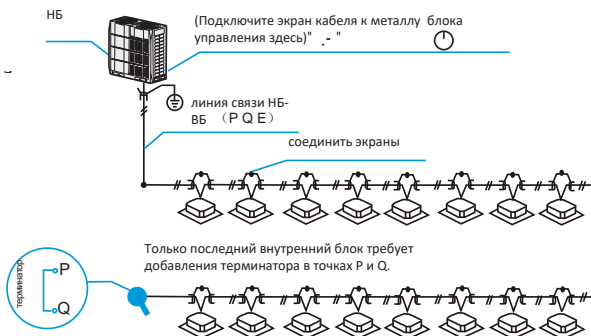 НБ
(Подключите экран кабеля к металлу блока
управления здесь)" .- "
линия связи НБ-
ВБ （P Q E）
соединить экраны
Только последний внутренний блок требует
добавления терминатора в точках P и Q.
терминатор
P
Q